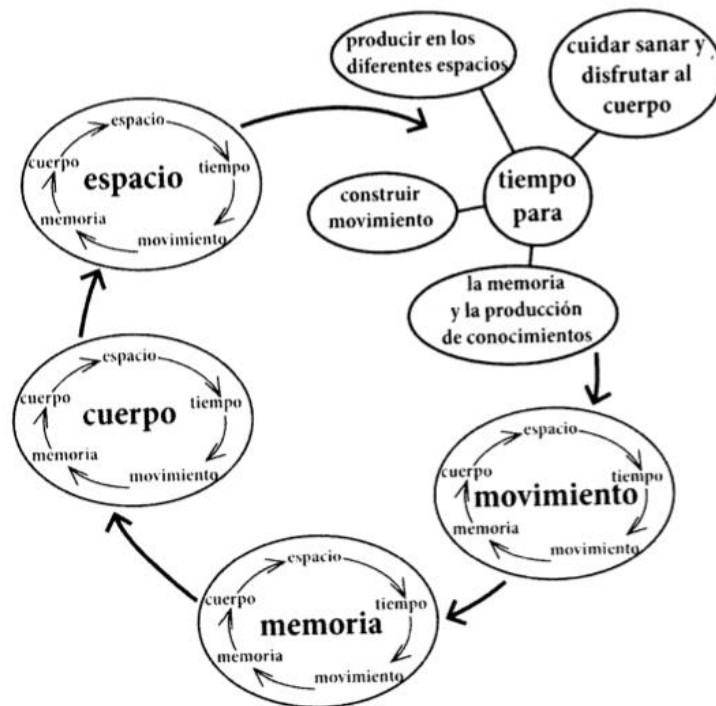 producir en los
diferentes espacios
cuidar sanar y
disfrutar al
cuerpo
tiempo
para
construir
movimiento
la memoria
y la producción
de conocimientos
espacio
espacio
tiempo
movimiento
memoria
cuerpo
movimiento
espacio
tiempo
movimiento
memoria
cuerpo
memoria
espacio
tiempo
movimiento
memoria
cuerpo
cuerpo
espacio
tiempo
movimiento
memoria
cuerpo